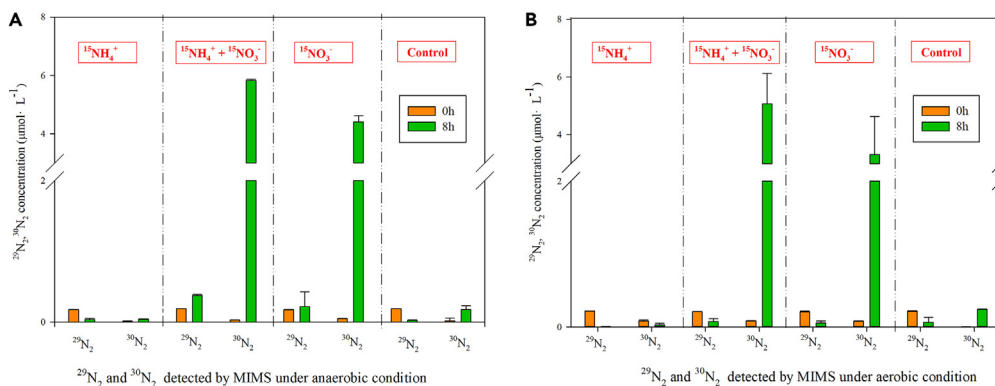 A
8
6
4
2
0
²⁹N₂, ³⁰N₂ concentration (μmol· L⁻¹)
¹⁵NH₄⁺
¹⁵NH₄⁺ + ¹⁵NO₃⁻
¹⁵NO₃⁻
Control
0h
8h
²⁹N₂ ³⁰N₂ ²⁹N₂ ³⁰N₂ ²⁹N₂ ³⁰N₂ ²⁹N₂ ³⁰N₂
²⁹N₂ and ³⁰N₂ detected by MIMS under anaerobic condition
B
8
6
4
2
0
²⁹N₂, ³⁰N₂ concentration (μmol· L⁻¹)
¹⁵NH₄⁺
¹⁵NH₄⁺ + ¹⁵NO₃⁻
¹⁵NO₃⁻
Control
0h
8h
²⁹N₂ ³⁰N₂ ²⁹N₂ ³⁰N₂ ²⁹N₂ ³⁰N₂ ²⁹N₂ ³⁰N₂
²⁹N₂ and ³⁰N₂ detected by MIMS under aerobic condition